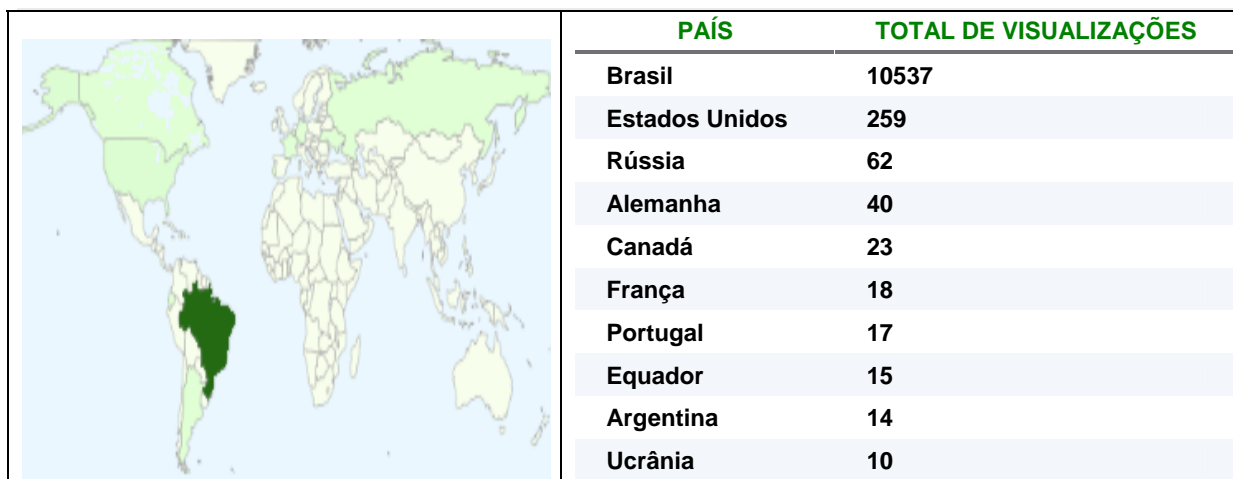 PAÍS TOTAL DE VISUALIZAÇÕES
Brasil 10537
Estados Unidos 259
Rússia 62
Alemanha 40
Canadá 23
França 18
Portugal 17
Equador 15
Argentina 14
Ucrânia 10